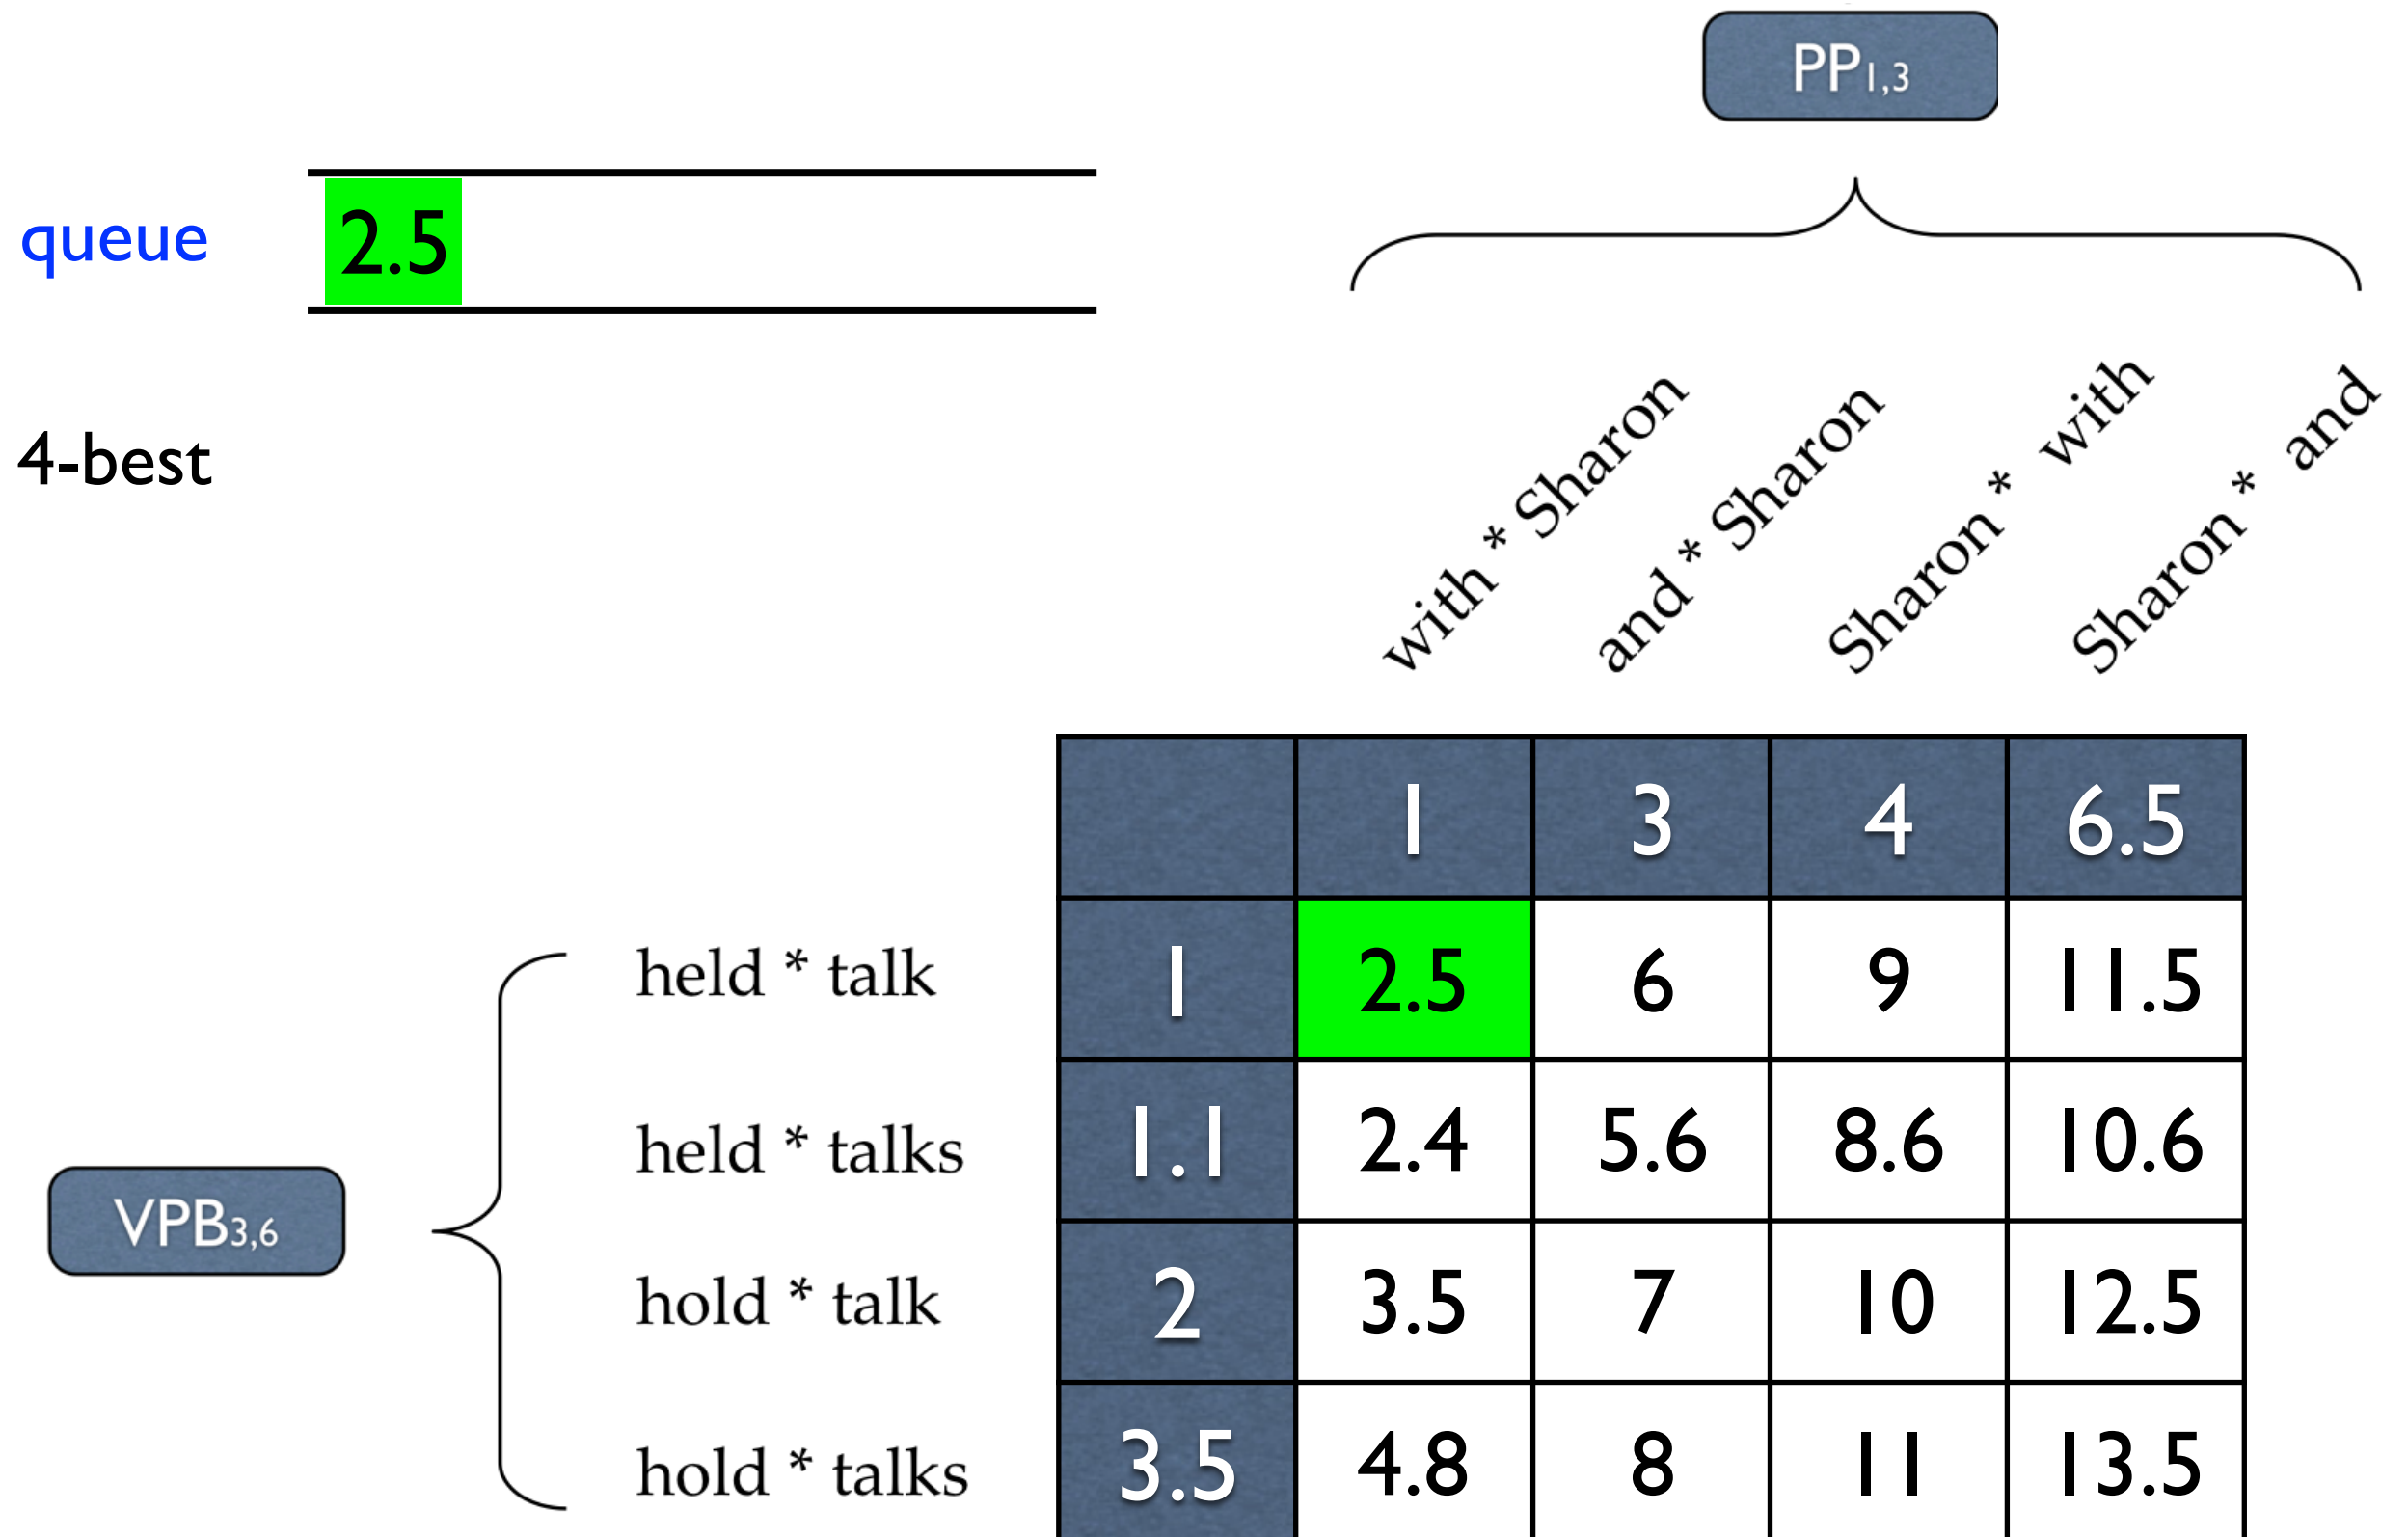 PP1,3
queue 2.5
4-best
with * Sharon
and * Sharon
Sharon * with
Sharon * and
1 3 4 6.5
held * talk 1 2.5 6 9 11.5
held * talks 1.1 2.4 5.6 8.6 10.6
VPB3,6
hold * talk 2 3.5 7 10 12.5
hold * talks 3.5 4.8 8 11 13.5